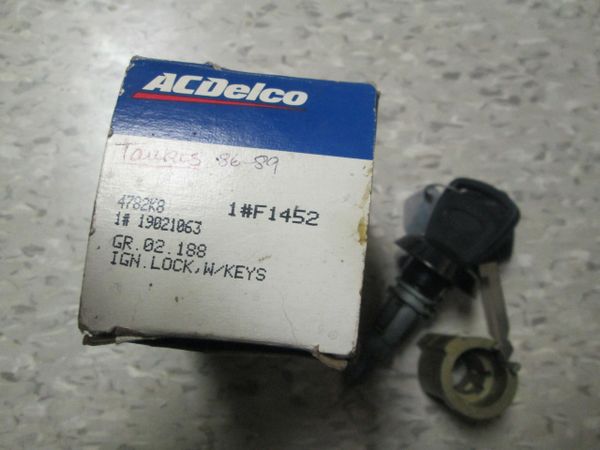 ACDelco
Taurus 86-89
4782K8
1#F1452
1# 19021063
GR.02.188
IGN.LOCK,W/KEYS